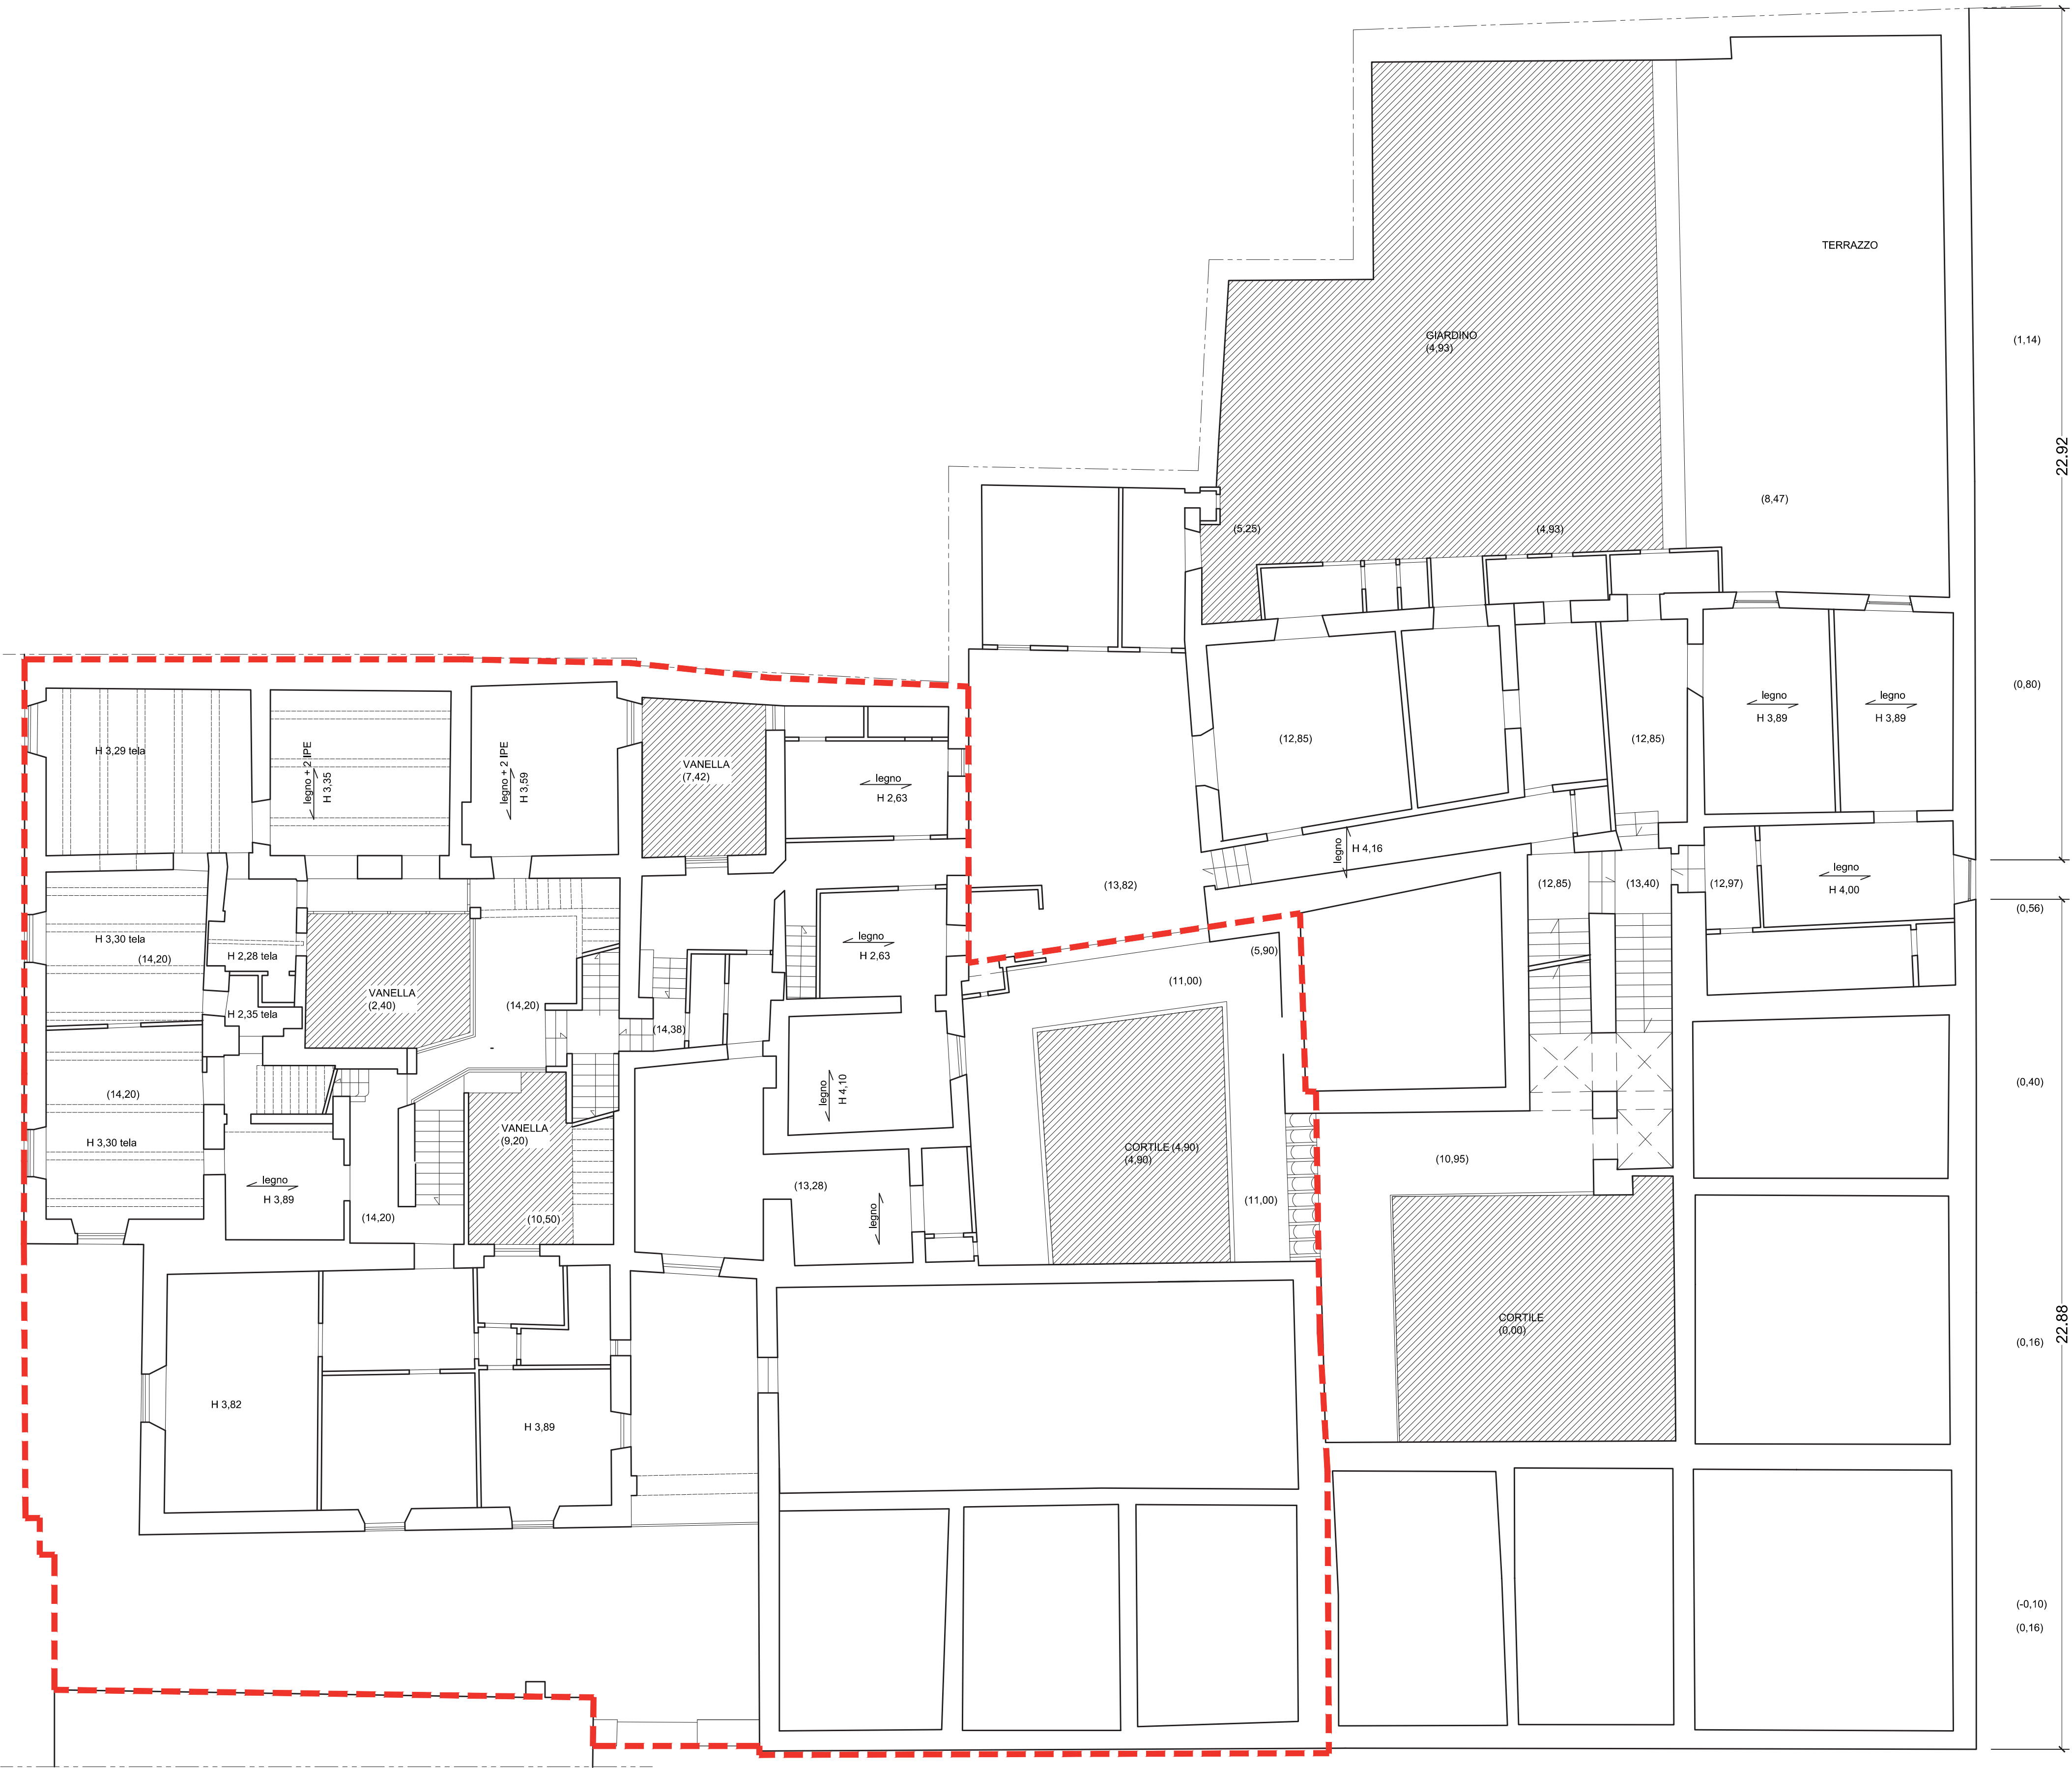 TERRAZZO
GIARDINO
(4,93)
(1,14)
22.92
(8,47)
(5,25)
(4,93)
(0,80)
legno
H 3,89
legno
H 3,89
(12,85)
(12,85)
H 3,29 tela
legno + 2 IPE
H 3,35
legno + 2 IPE
H 3,59
VANELLA
(7,42)
legno
H 2,63
legno
H 4,16
(13,82)
(12,85)
(13,40)
(12,97)
legno
H 4,00
(0,56)
H 3,30 tela
(14,20)
H 2,28 tela
legno
H 2,63
(5,90)
(11,00)
VANELLA
(2,40)
(14,20)
H 2,35 tela
(14,38)
(14,20)
legno
H 4,10
(0,40)
H 3,30 tela
VANELLA
(9,20)
CORTILE (4,90)
(4,90)
(10,95)
legno
H 3,89
(13,28)
(11,00)
(14,20)
(10,50)
legno
CORTILE
(0.00)
(0,16)
22.88
H 3,82
H 3,89
(-0,10)
(0,16)